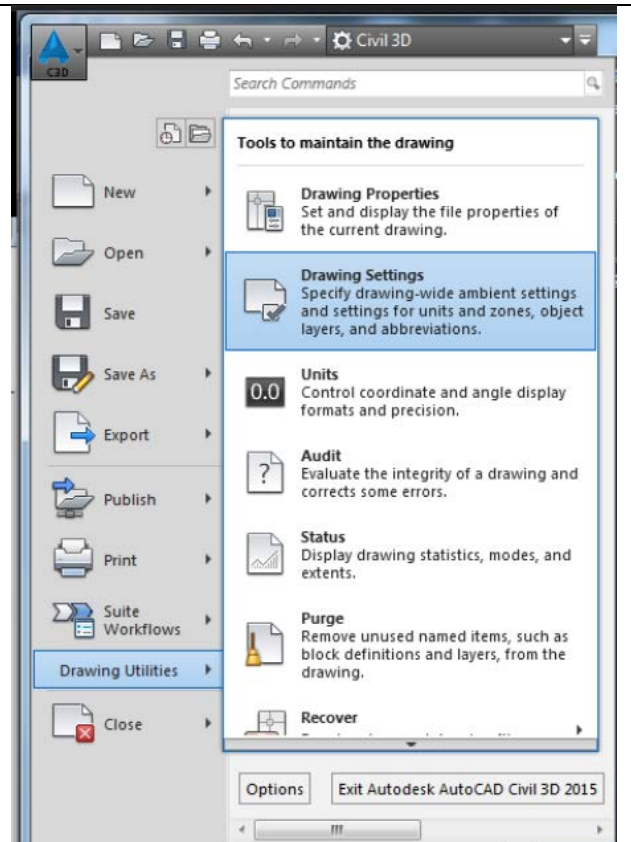 Civil 3D
C3D
Search Commands
Tools to maintain the drawing
New
Open
Save
Save As
Export
Publish
Print
Suite
Workflows
Drawing Utilities
Close
Drawing Properties
Set and display the file properties of
the current drawing.
Drawing Settings
Specify drawing-wide ambient settings
and settings for units and zones, object
layers, and abbreviations.
0.0
Units
Control coordinate and angle display
formats and precision.
Audit
Evaluate the integrity of a drawing and
corrects some errors.
Status
Display drawing statistics, modes, and
extents.
Purge
Remove unused named items, such as
block definitions and layers, from the
drawing.
Recover
Options
Exit Autodesk AutoCAD Civil 3D 2015